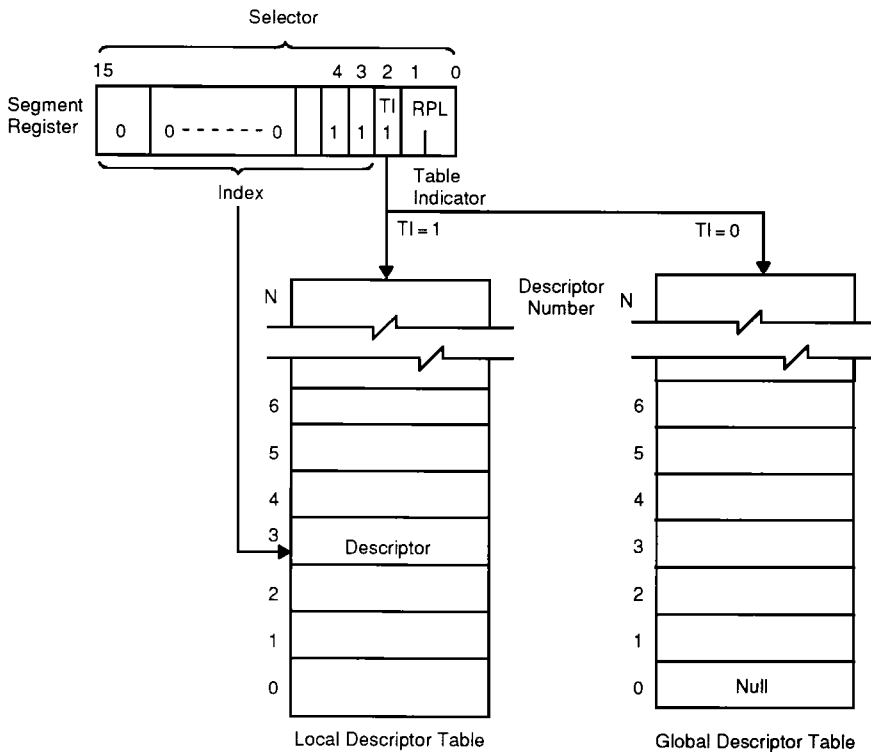 Selector
15 4 3 2 1 0
Segment
Register
TI RPL
0 0 - - - - - - 0 1 1 1
Index
Table
Indicator
TI = 1
TI = 0
Descriptor
Number
N
6
5
4
3 Descriptor
2
1
0
Local Descriptor Table
N
6
5
4
3
2
1
0 Null
Global Descriptor Table